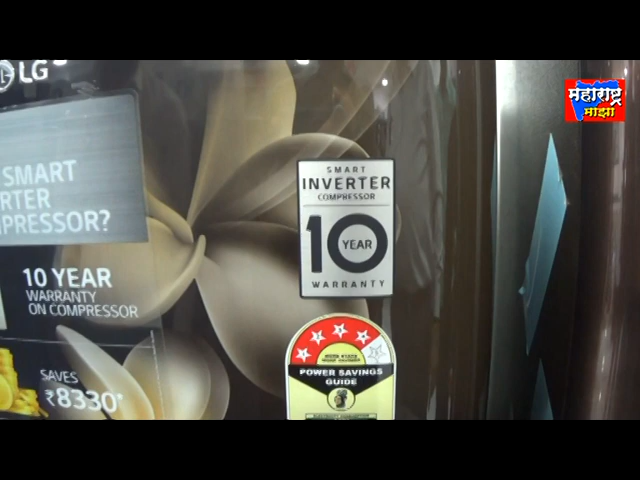 LG
महाराष्ट्र
माझा
SMART
RTER
PRESSOR?
10 YEAR
WARRANTY
ON COMPRESSOR
SAVES
₹8330*
SMART
INVERTER
COMPRESSOR
10 YEAR
WARRANTY
POWER SAVINGS
GUIDE